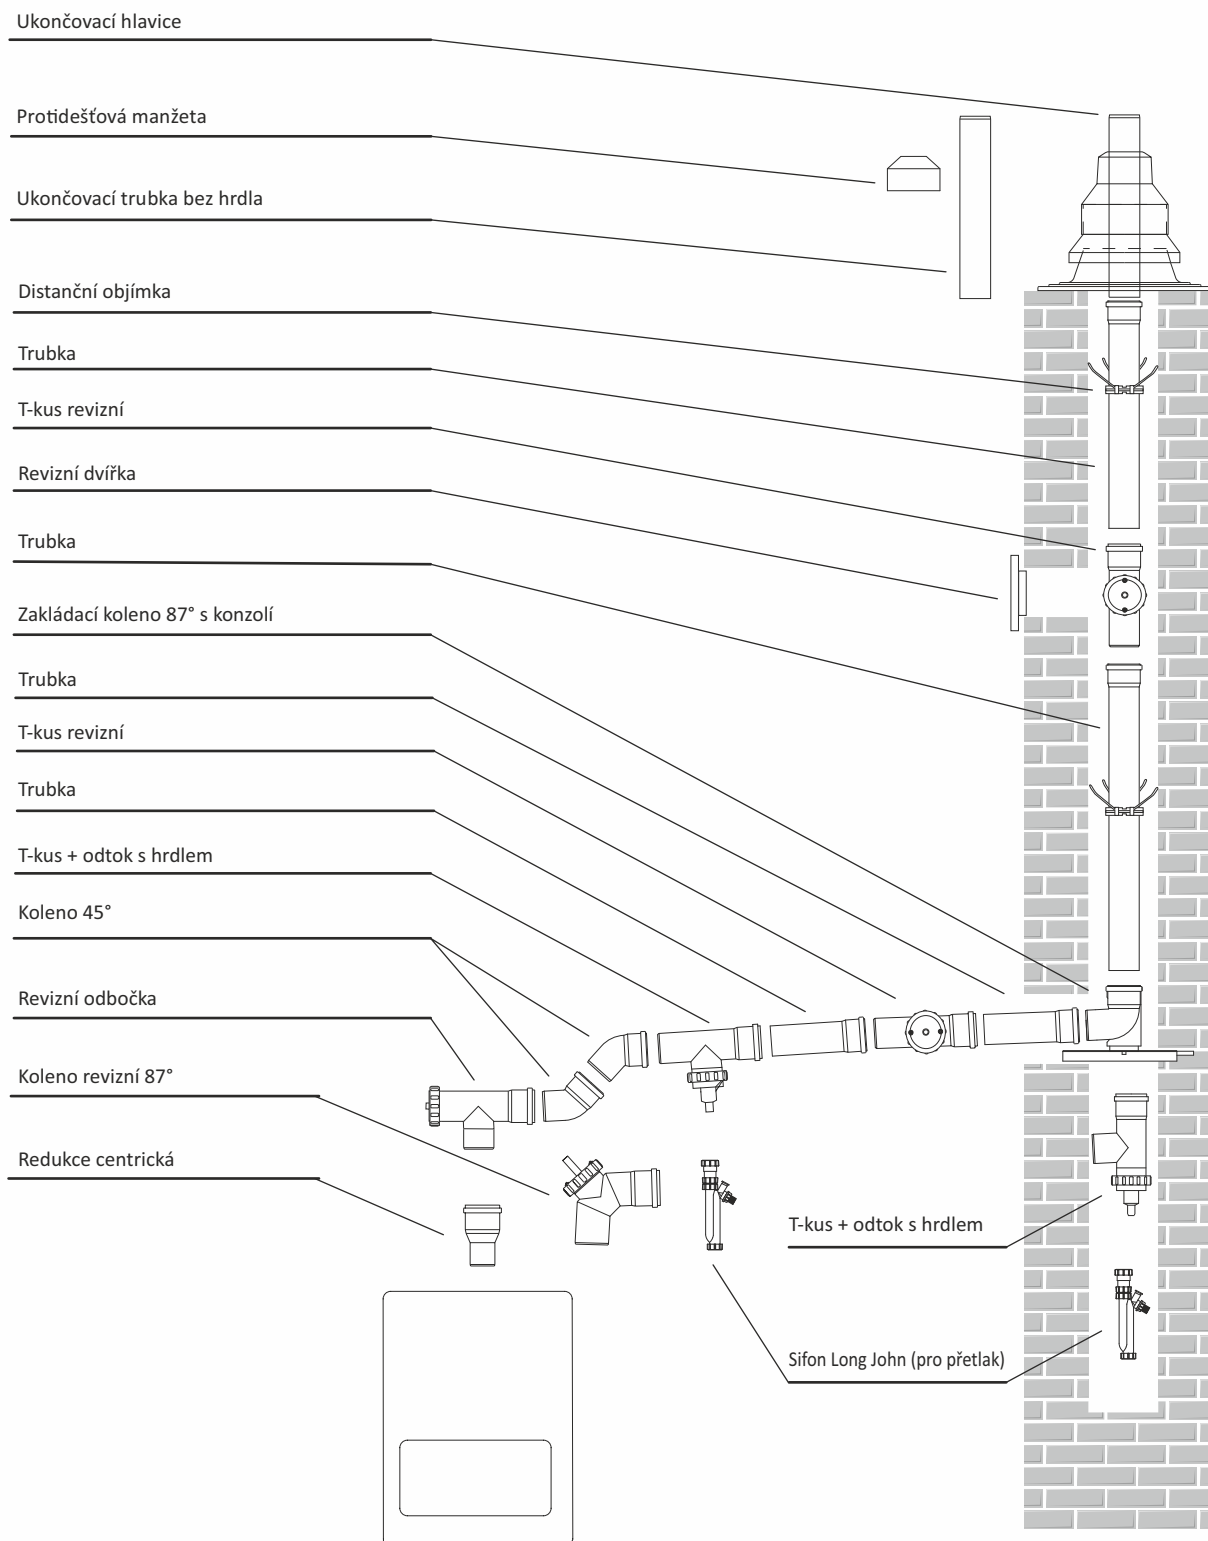 Ukončovací hlavice
Protidešťová manžeta
Ukončovací trubka bez hrdla
Distanční objímka
Trubka
T-kus revizní
Revizní dvířka
Trubka
Zakládací koleno 87° s konzolí
Trubka
T-kus revizní
Trubka
T-kus + odtok s hrdlem
Koleno 45°
Revizní odbočka
Koleno revizní 87°
Redukce centrická
T-kus + odtok s hrdlem
Sifon Long John (pro přetlak)